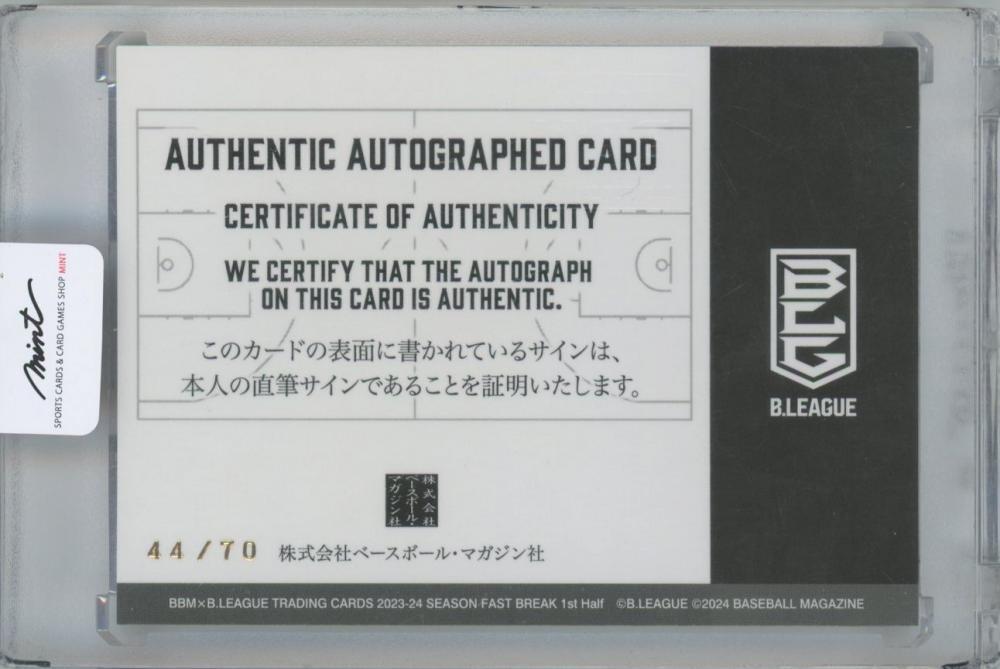 AUTHENTIC AUTOGRAPHED CARD
CERTIFICATE OF AUTHENTICITY
WE CERTIFY THAT THE AUTOGRAPH
ON THIS CARD IS AUTHENTIC.
このカードの表面に書かれているサインは、
本人の直筆サインであることを証明いたします。
株式会社
ベースボール・
マガジン社
44/70 株式会社ベースボール・マガジン社
BBM×B.LEAGUE TRADING CARDS 2023-24 SEASON FAST BREAK 1st Half ©B.LEAGUE ©2024 BASEBALL MAGAZINE
B.LEAGUE
mint
SPORTS CARDS & CARD GAMES SHOP MINT